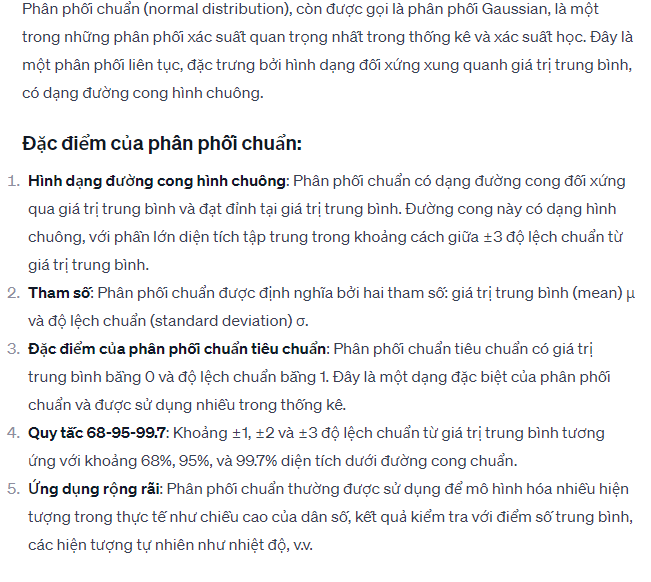 Phân phối chuẩn (normal distribution), còn được gọi là phân phối Gaussian, là một
trong những phân phối xác suất quan trọng nhất trong thống kê và xác suất học. Đây là
một phân phối liên tục, đặc trưng bởi hình dạng đối xứng xung quanh giá trị trung bình,
có dạng đường cong hình chuông.
Đặc điểm của phân phối chuẩn:
1. Hình dạng đường cong hình chuông: Phân phối chuẩn có dạng đường cong đối xứng
qua giá trị trung bình và đạt đỉnh tại giá trị trung bình. Đường cong này có dạng hình
chuông, với phần lớn diện tích tập trung trong khoảng cách giữa ±3 độ lệch chuẩn từ
giá trị trung bình.
2. Tham số: Phân phối chuẩn được định nghĩa bởi hai tham số: giá trị trung bình (mean) μ
và độ lệch chuẩn (standard deviation) σ.
3. Đặc điểm của phân phối chuẩn tiêu chuẩn: Phân phối chuẩn tiêu chuẩn có giá trị
trung bình bằng 0 và độ lệch chuẩn bằng 1. Đây là một dạng đặc biệt của phân phối
chuẩn và được sử dụng nhiều trong thống kê.
4. Quy tắc 68-95-99.7: Khoảng ±1, ±2 và ±3 độ lệch chuẩn từ giá trị trung bình tương
ứng với khoảng 68%, 95%, và 99.7% diện tích dưới đường cong chuẩn.
5. Ứng dụng rộng rãi: Phân phối chuẩn thường được sử dụng để mô hình hóa nhiều hiện
tượng trong thực tế như chiều cao của dân số, kết quả kiểm tra với điểm số trung bình,
các hiện tượng tự nhiên như nhiệt độ, v.v.